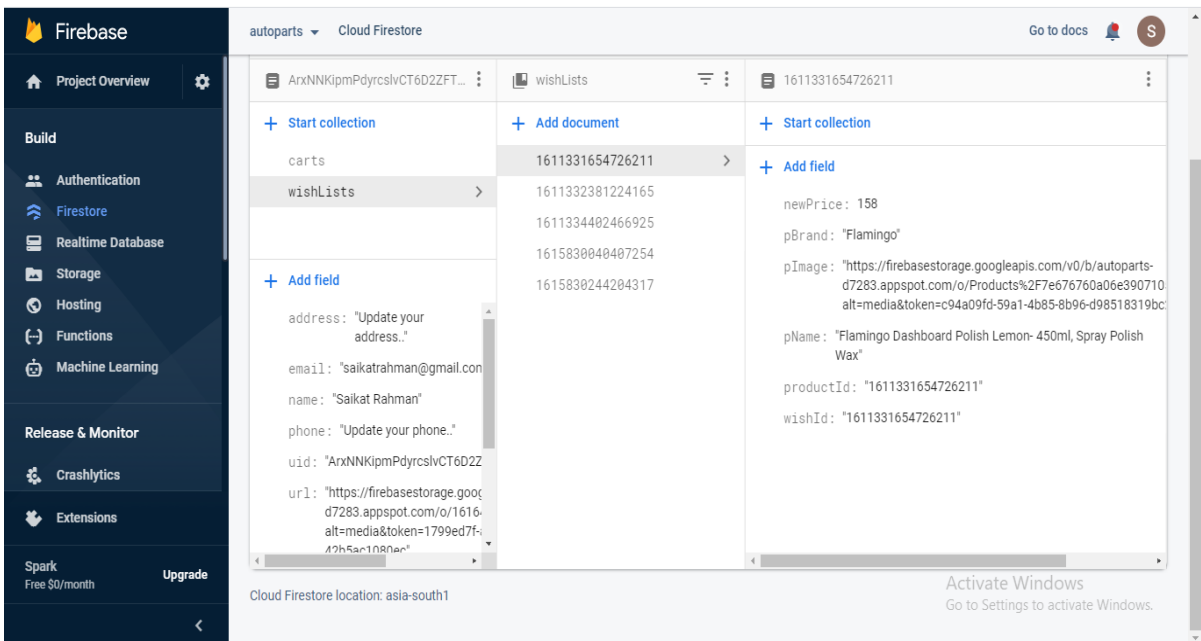 Firebase
autoparts
Cloud Firestore
Go to docs
S
Project Overview
Build
Authentication
Firestore
Realtime Database
Storage
Hosting
Functions
Machine Learning
Release & Monitor
Crashlytics
Extensions
Spark
Free $0/month
Upgrade
ArxNNKipmPdyrcslvCT6D2ZFT...
+ Start collection
carts
wishLists
+ Add field
address: "Update your
address.."
email: "saikatrahman@gmail.con
name: "Saikat Rahman"
phone: "Update your phone.."
uid: "ArxNNKipmPdyrcslvCT6D2Z
url: "https://firebasestorage.goog
d7283.appspot.com/o/1616
alt=media&token=1799ed7f-
42b5ac1080ec"
wishLists
+ Add document
1611331654726211
1611332381224165
1611334402466925
1615830040407254
1615830244204317
1611331654726211
+ Start collection
+ Add field
newPrice: 158
pBrand: "Flamingo"
pImage: "https://firebasestorage.googleapis.com/v0/b/autoparts-
d7283.appspot.com/o/Products%2F7e676760a06e390710
alt=media&token=c94a09fd-59a1-4b85-8b96-d98518319bc
pName: "Flamingo Dashboard Polish Lemon- 450ml, Spray Polish
Wax"
productId: "1611331654726211"
wishId: "1611331654726211"
Cloud Firestore location: asia-south1
Activate Windows
Go to Settings to activate Windows.